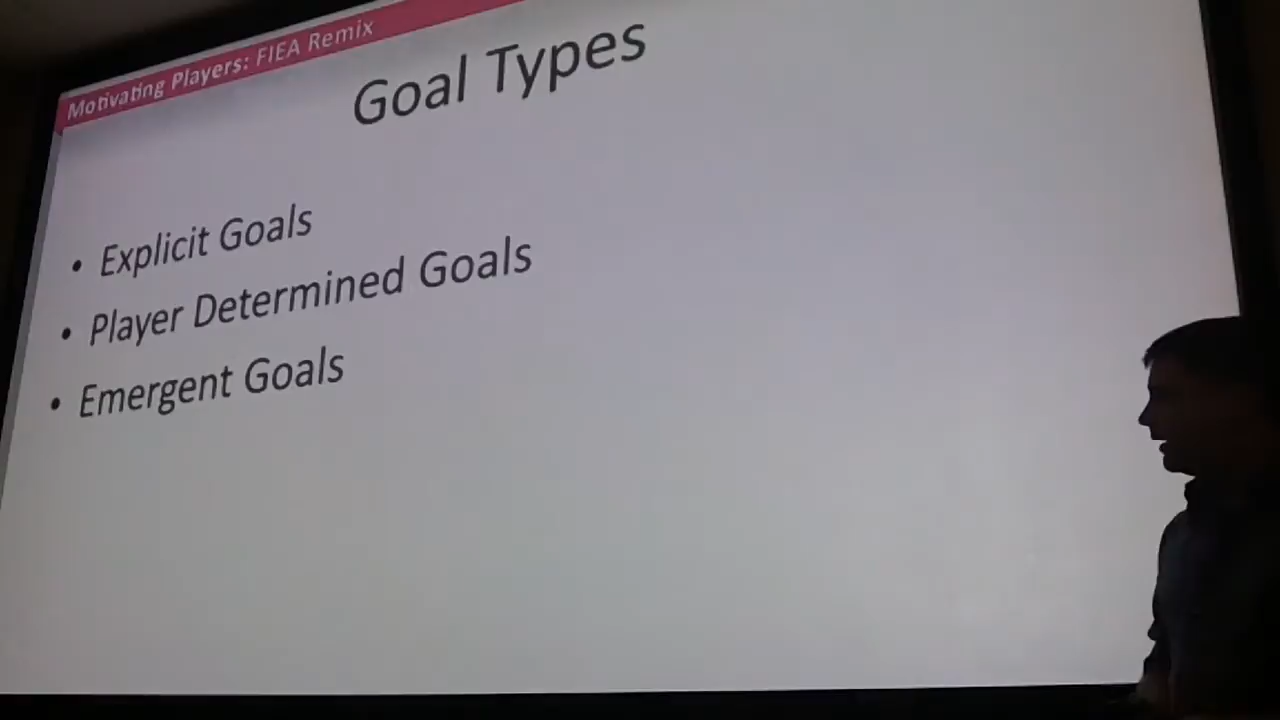 Motivating Players: FIEA Remix
Goal Types
• Explicit Goals
• Player Determined Goals
• Emergent Goals